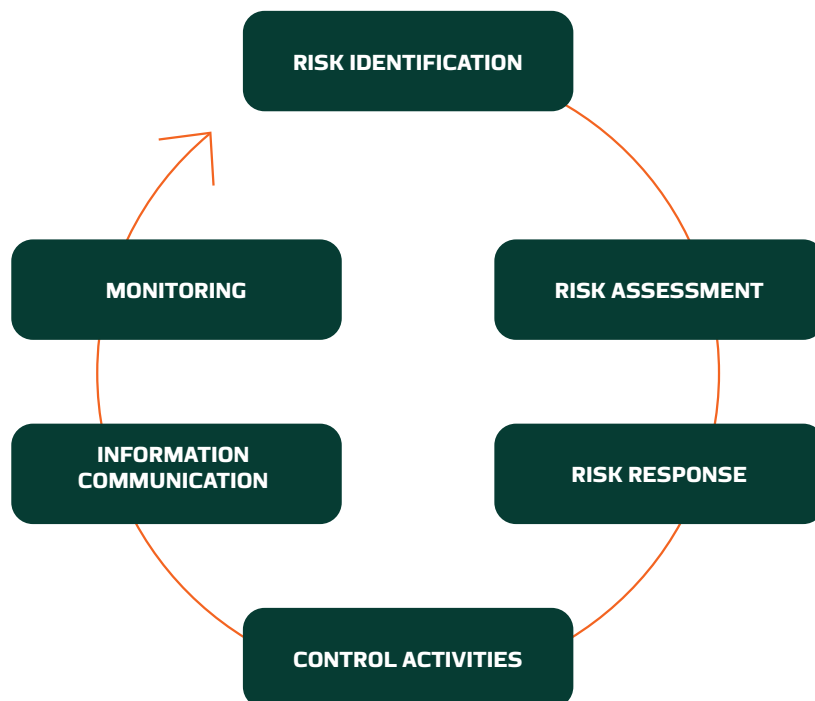 RISK IDENTIFICATION
RISK ASSESSMENT
RISK RESPONSE
CONTROL ACTIVITIES
INFORMATION
COMMUNICATION
MONITORING